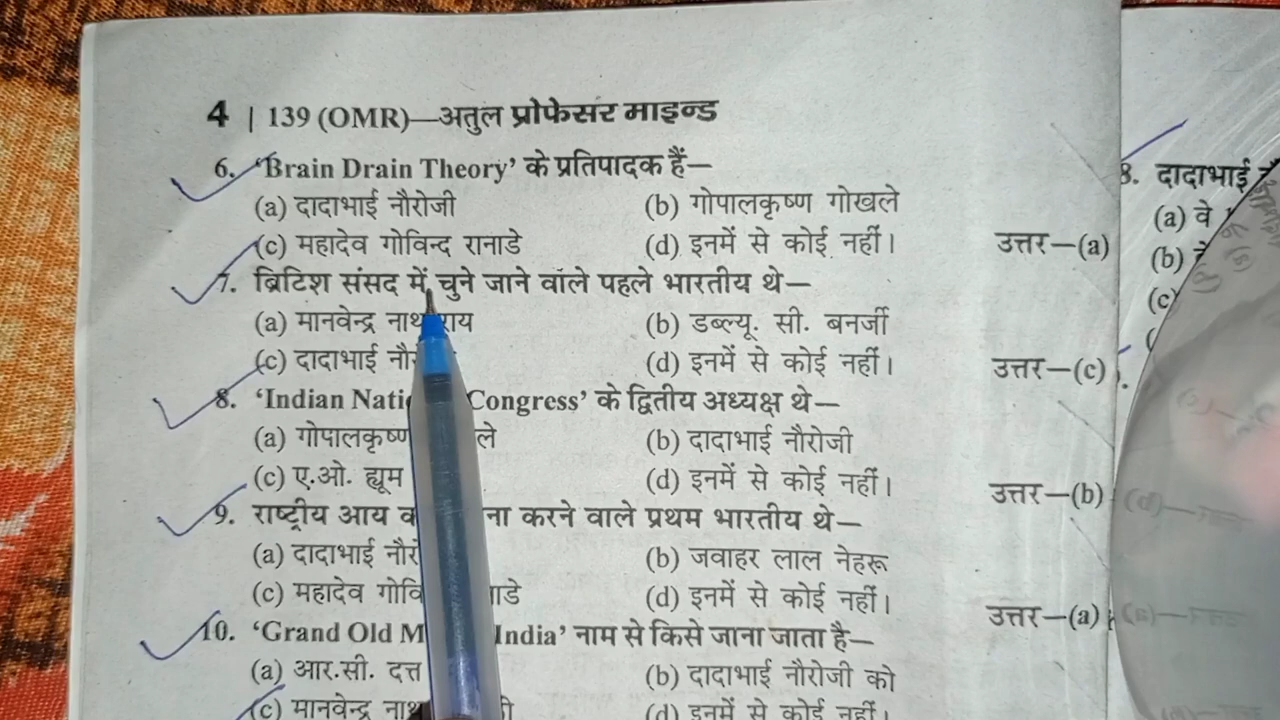 4 | 139 (OMR)—अतुल प्रोफेसर माइन्ड
6. ‘Brain Drain Theory’ के प्रतिपादक हैं—
(a) दादाभाई नौरोजी (b) गोपालकृष्ण गोखले
(c) महादेव गोविन्द रानाडे (d) इनमें से कोई नहीं। उत्तर—(a)
7. ब्रिटिश संसद में चुने जाने वाले पहले भारतीय थे—
(a) मानवेन्द्र नाथ राय (b) डब्ल्यू. सी. बनर्जी
(c) दादाभाई (d) इनमें से कोई नहीं। उत्तर—(c)
8. ‘Indian Congress’ के द्वितीय अध्यक्ष थे—
(a) गोपालकृष्ण (b) दादाभाई नौरोजी
(c) ए.ओ. ह्यूम (d) इनमें से कोई नहीं। उत्तर—(b)
9. राष्ट्रीय आय करने वाले प्रथम भारतीय थे—
(a) दादाभाई (b) जवाहर लाल नेहरू
(c) महादेव (d) इनमें से कोई नहीं। उत्तर—(a)
10. ‘Grand Old India’ नाम से किसे जाना जाता है—
(a) आर.सी. दत्त (b) दादाभाई नौरोजी को
(c) मानवेन्द्र (d) इनमें से कोई नहीं।
8. दादाभाई
(a) वे
(b)
(c)